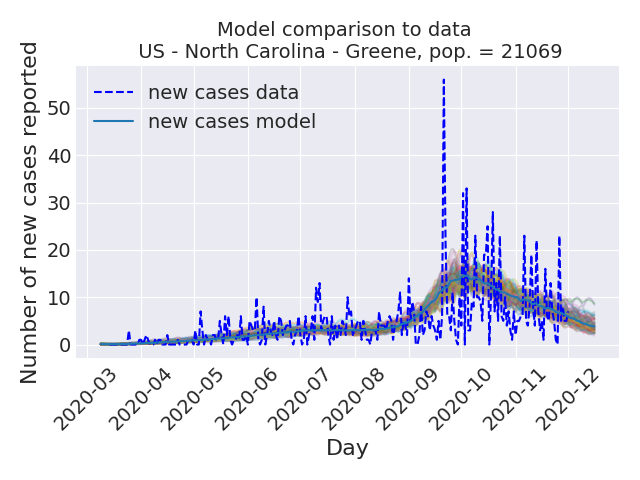 Model comparison to data
US - North Carolina - Greene, pop. = 21069
Number of new cases reported
50
40
30
20
10
0
new cases data
new cases model
2020-03
2020-04
2020-05
2020-06
2020-07
2020-08
2020-09
2020-10
2020-11
2020-12
Day